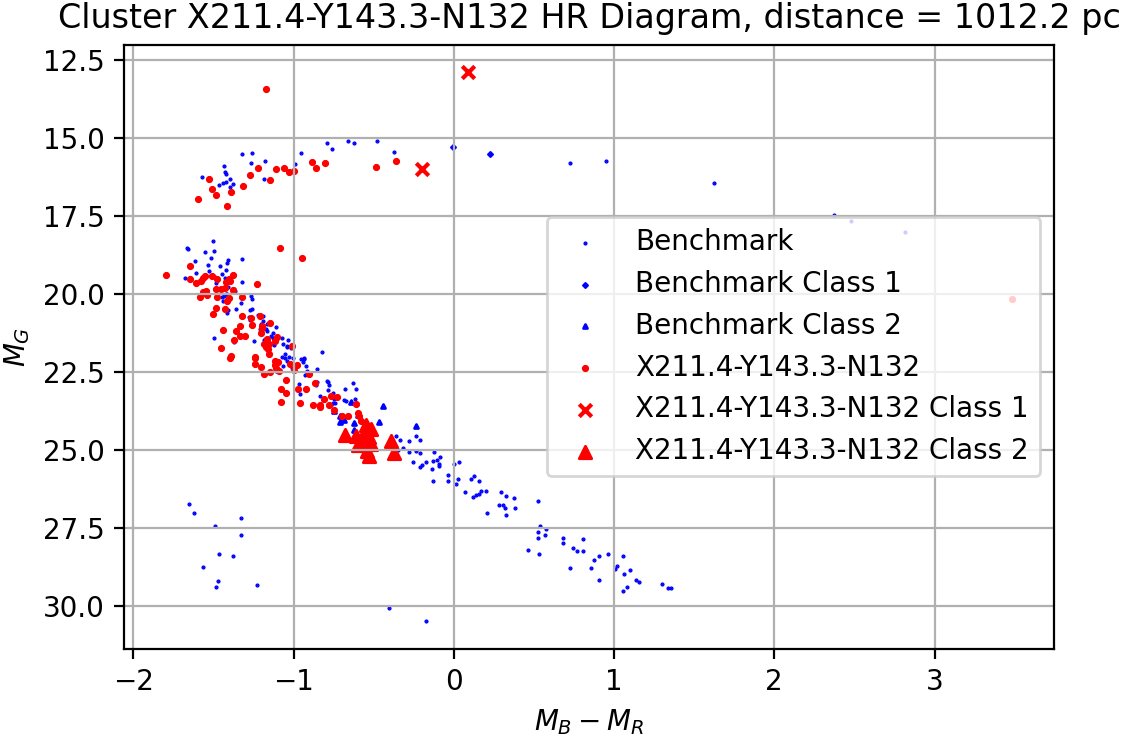 Cluster X211.4-Y143.3-N132 HR Diagram, distance = 1012.2 pc
12.5
15.0
17.5
20.0
22.5
25.0
27.5
30.0
M_G
Benchmark
Benchmark Class 1
Benchmark Class 2
X211.4-Y143.3-N132
X211.4-Y143.3-N132 Class 1
X211.4-Y143.3-N132 Class 2
−2 −1 0 1 2 3
M_B − M_R